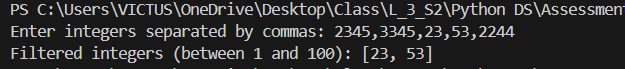 PS C:\Users\VICTUS\OneDrive\Desktop\Class\L_3_S2\Python DS\Assessment
Enter integers separated by commas: 2345,3345,23,53,2244
Filtered integers (between 1 and 100): [23, 53]